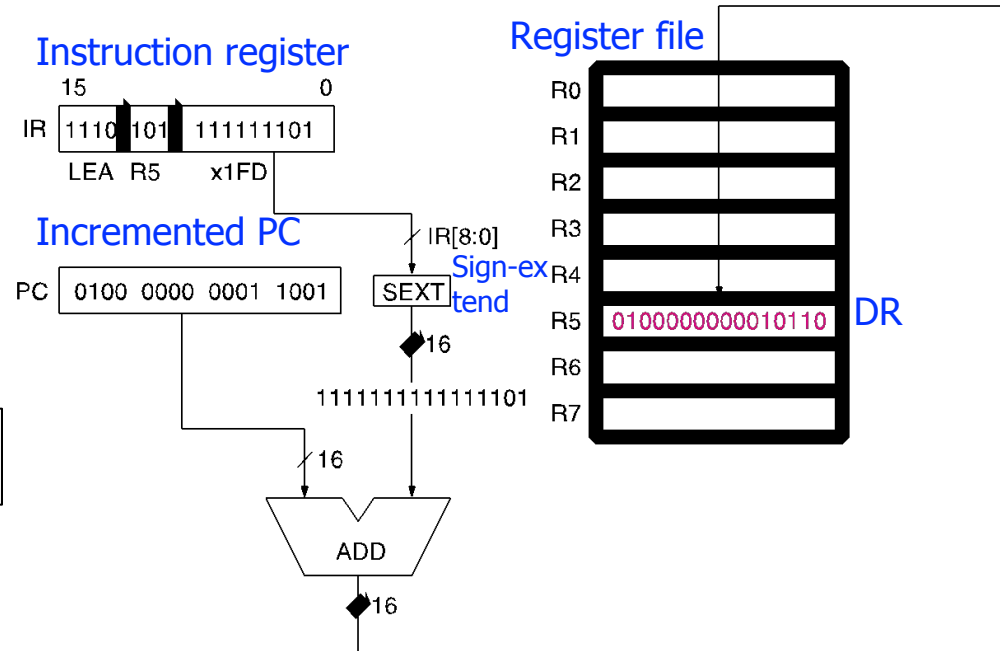 Instruction register
15 0
IR 1110 101 111111101
LEA R5 x1FD
Incremented PC
PC 0100 0000 0001 1001
IR[8:0]
Sign-ex
tend
SEXT
16
1111111111111101
16
ADD
16
Register file
R0
R1
R2
R3
R4
R5 0100000000010110 DR
R6
R7